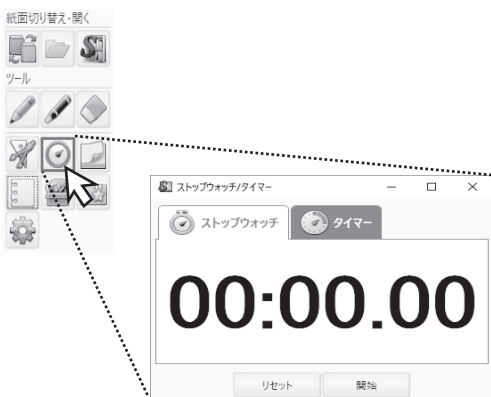 紙面切り替え・開く
ツール
ストップウォッチ/タイマー
ストップウォッチ
タイマー
00:00.00
リセット
開始